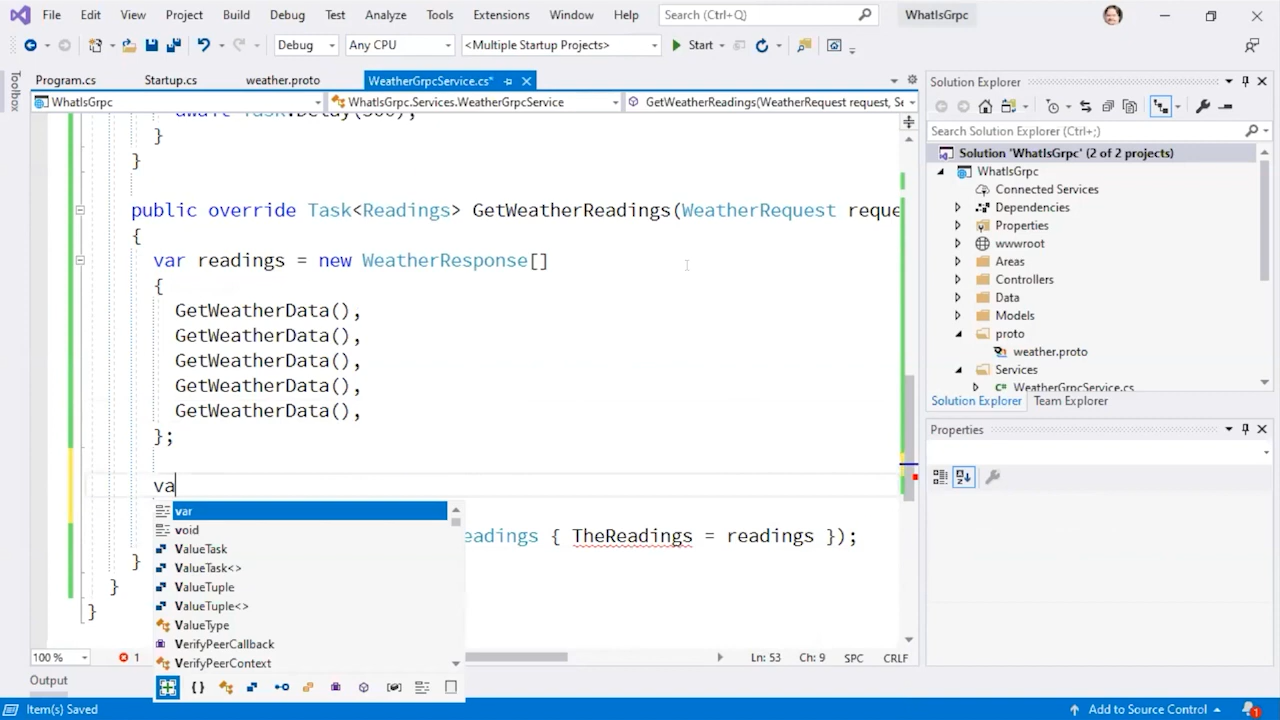 File Edit View Project Build Debug Test Analyze Tools Extensions Window Help Search (Ctrl+Q) WhatIsGrpc
Debug Any CPU <Multiple Startup Projects> Start
Toolbox
Program.cs Startup.cs weather.proto WeatherGrpcService.cs*
WhatIsGrpc WhatIsGrpc.Services.WeatherGrpcService GetWeatherReadings(WeatherRequest request, Se
}
}
public override Task<Readings> GetWeatherReadings(WeatherRequest reque
{
var readings = new WeatherResponse[]
{
GetWeatherData(),
GetWeatherData(),
GetWeatherData(),
GetWeatherData(),
GetWeatherData(),
};
va
eadings { TheReadings = readings });
}
}
}
var
void
ValueTask
ValueTask<>
ValueTuple
ValueTuple<>
ValueType
VerifyPeerCallback
VerifyPeerContext
{}
100 % 1 Ln: 53 Ch: 9 SPC CRLF
Output
Item(s) Saved
Solution Explorer
Search Solution Explorer (Ctrl+;)
Solution 'WhatIsGrpc' (2 of 2 projects)
WhatIsGrpc
Connected Services
Dependencies
Properties
wwwroot
Areas
Controllers
Data
Models
proto
weather.proto
Services
WeatherGrpcService.cs
Solution Explorer Team Explorer
Properties
Add to Source Control 1